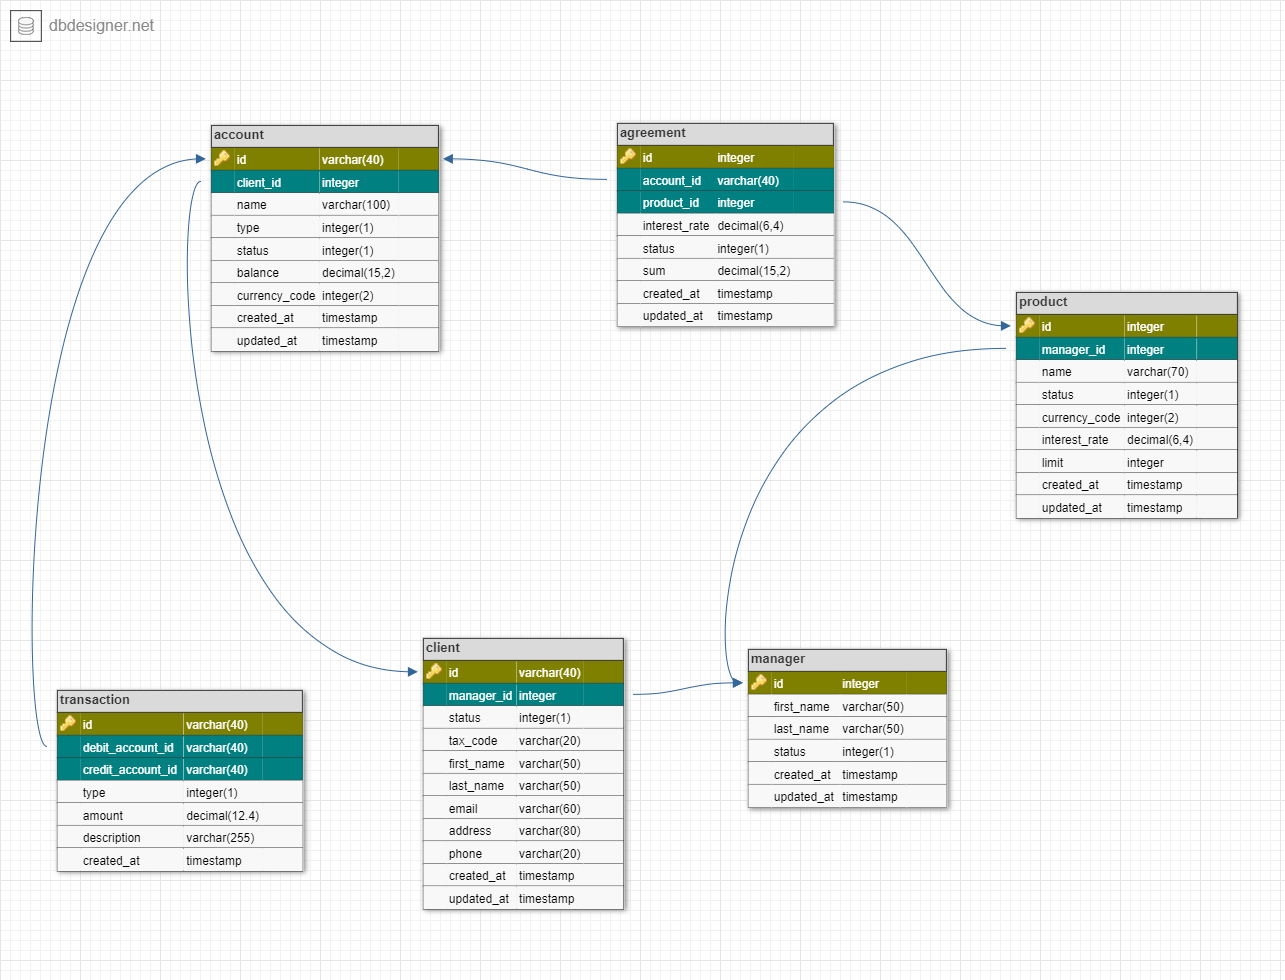 dbdesigner.net
account
id varchar(40)
client_id integer
name varchar(100)
type integer(1)
status integer(1)
balance decimal(15,2)
currency_code integer(2)
created_at timestamp
updated_at timestamp
agreement
id integer
account_id varchar(40)
product_id integer
interest_rate decimal(6,4)
status integer(1)
sum decimal(15,2)
created_at timestamp
updated_at timestamp
product
id integer
manager_id integer
name varchar(70)
status integer(1)
currency_code integer(2)
interest_rate decimal(6,4)
limit integer
created_at timestamp
updated_at timestamp
transaction
id varchar(40)
debit_account_id varchar(40)
credit_account_id varchar(40)
type integer(1)
amount decimal(12.4)
description varchar(255)
created_at timestamp
client
id varchar(40)
manager_id integer
status integer(1)
tax_code varchar(20)
first_name varchar(50)
last_name varchar(50)
email varchar(60)
address varchar(80)
phone varchar(20)
created_at timestamp
updated_at timestamp
manager
id integer
first_name varchar(50)
last_name varchar(50)
status integer(1)
created_at timestamp
updated_at timestamp